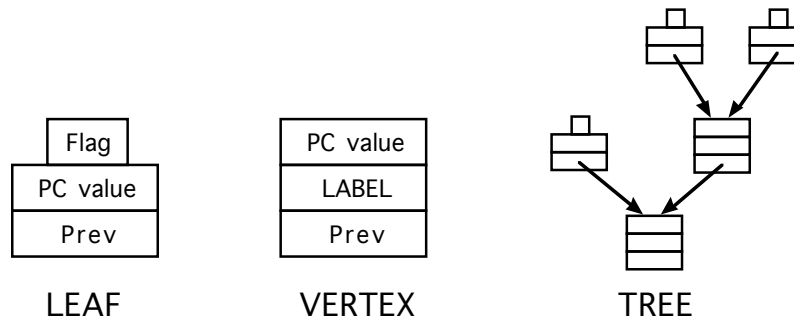 Flag
PC value
Prev
LEAF
PC value
LABEL
Prev
VERTEX
TREE